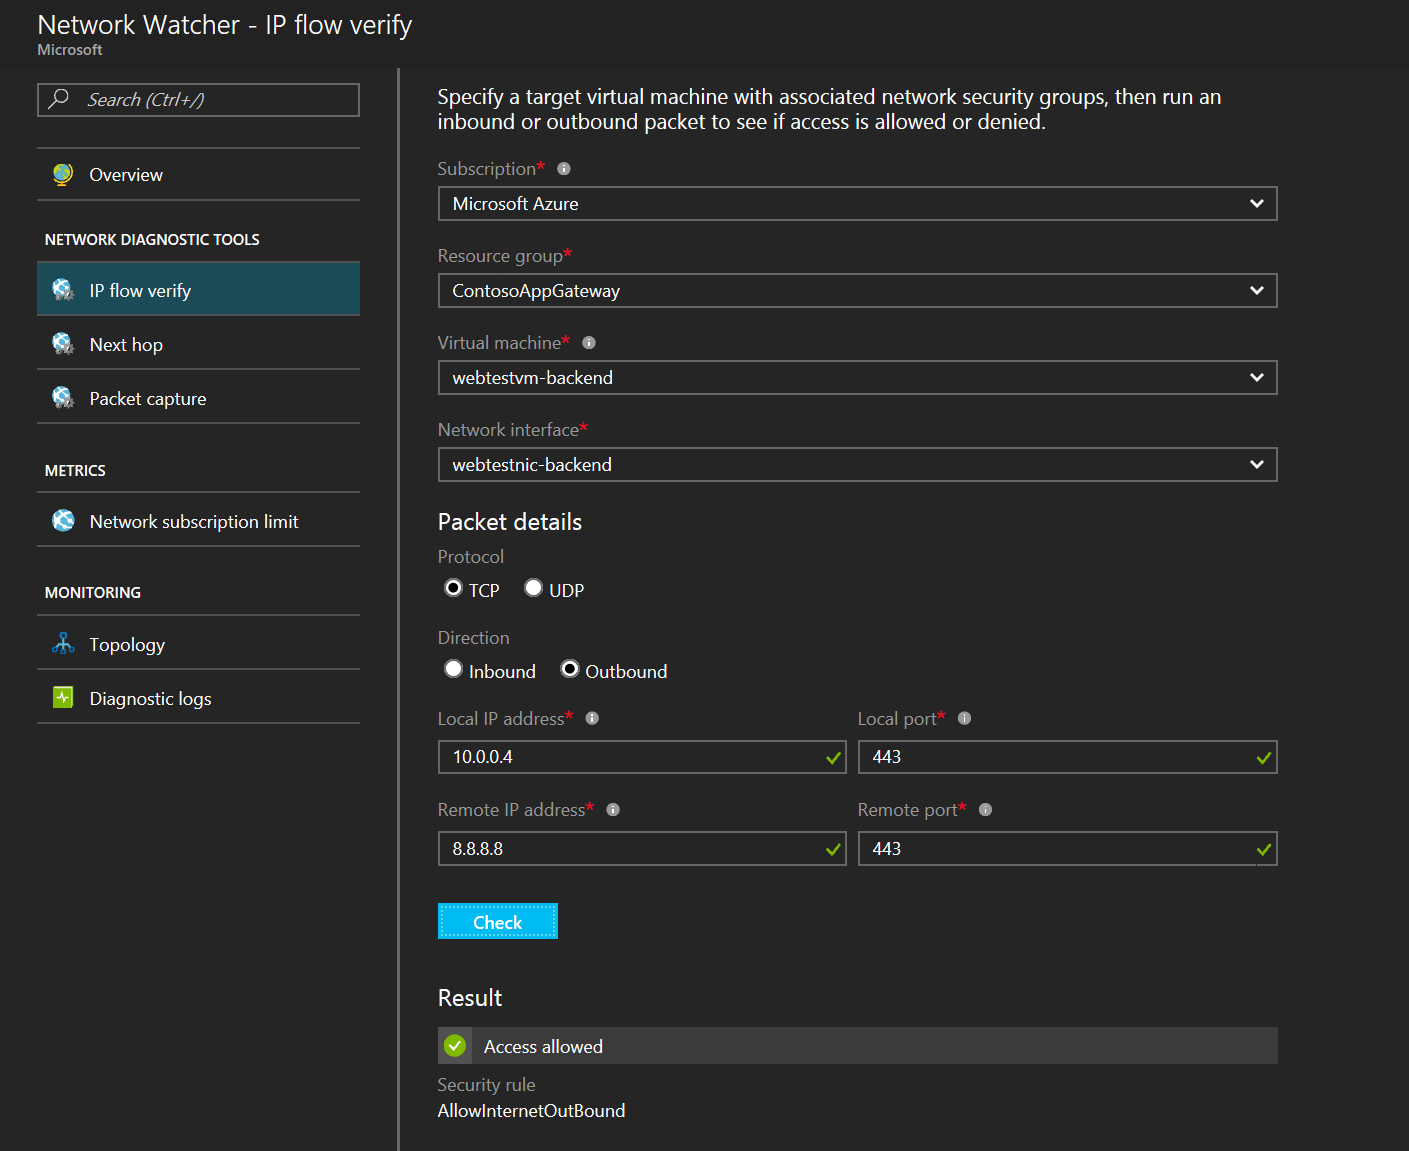 Network Watcher - IP flow verify
Microsoft
Search (Ctrl+/)
Overview
NETWORK DIAGNOSTIC TOOLS
IP flow verify
Next hop
Packet capture
METRICS
Network subscription limit
MONITORING
Topology
Diagnostic logs
Specify a target virtual machine with associated network security groups, then run an
inbound or outbound packet to see if access is allowed or denied.
Subscription*
Microsoft Azure
Resource group*
ContosoAppGateway
Virtual machine*
webtestvm-backend
Network interface*
webtestnic-backend
Packet details
Protocol
TCP UDP
Direction
Inbound Outbound
Local IP address* Local port*
10.0.0.4 443
Remote IP address* Remote port*
8.8.8.8 443
Check
Result
Access allowed
Security rule
AllowInternetOutBound